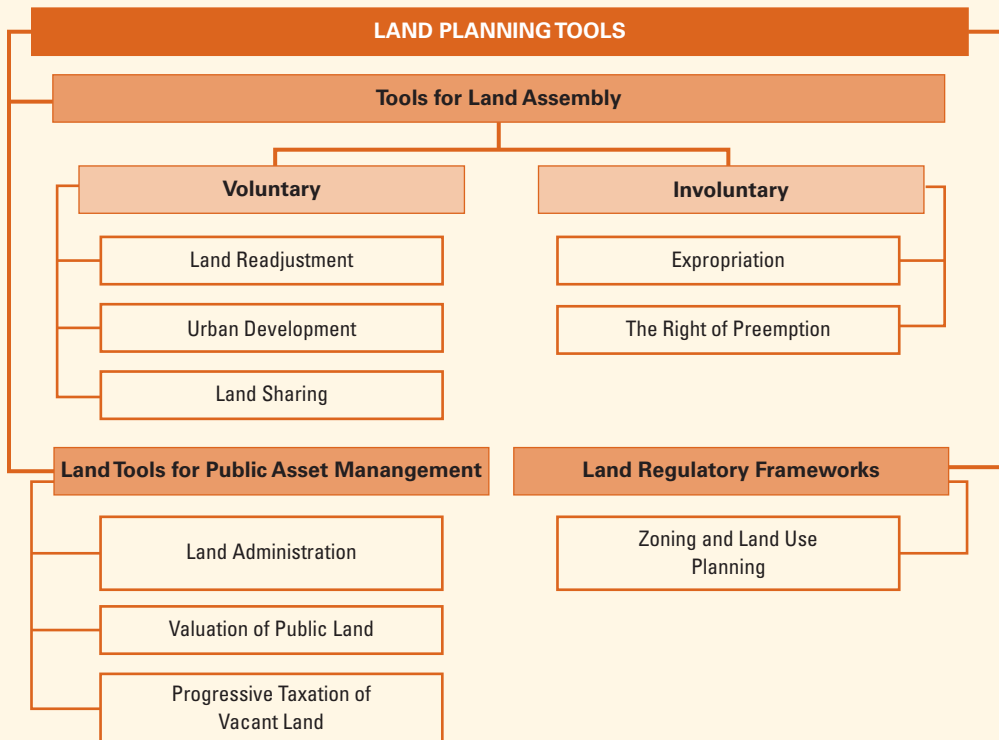 LAND PLANNING TOOLS
Tools for Land Assembly
Voluntary
Land Readjustment
Urban Development
Land Sharing
Involuntary
Expropriation
The Right of Preemption
Land Tools for Public Asset Manangement
Land Administration
Valuation of Public Land
Progressive Taxation of
Vacant Land
Land Regulatory Frameworks
Zoning and Land Use
Planning